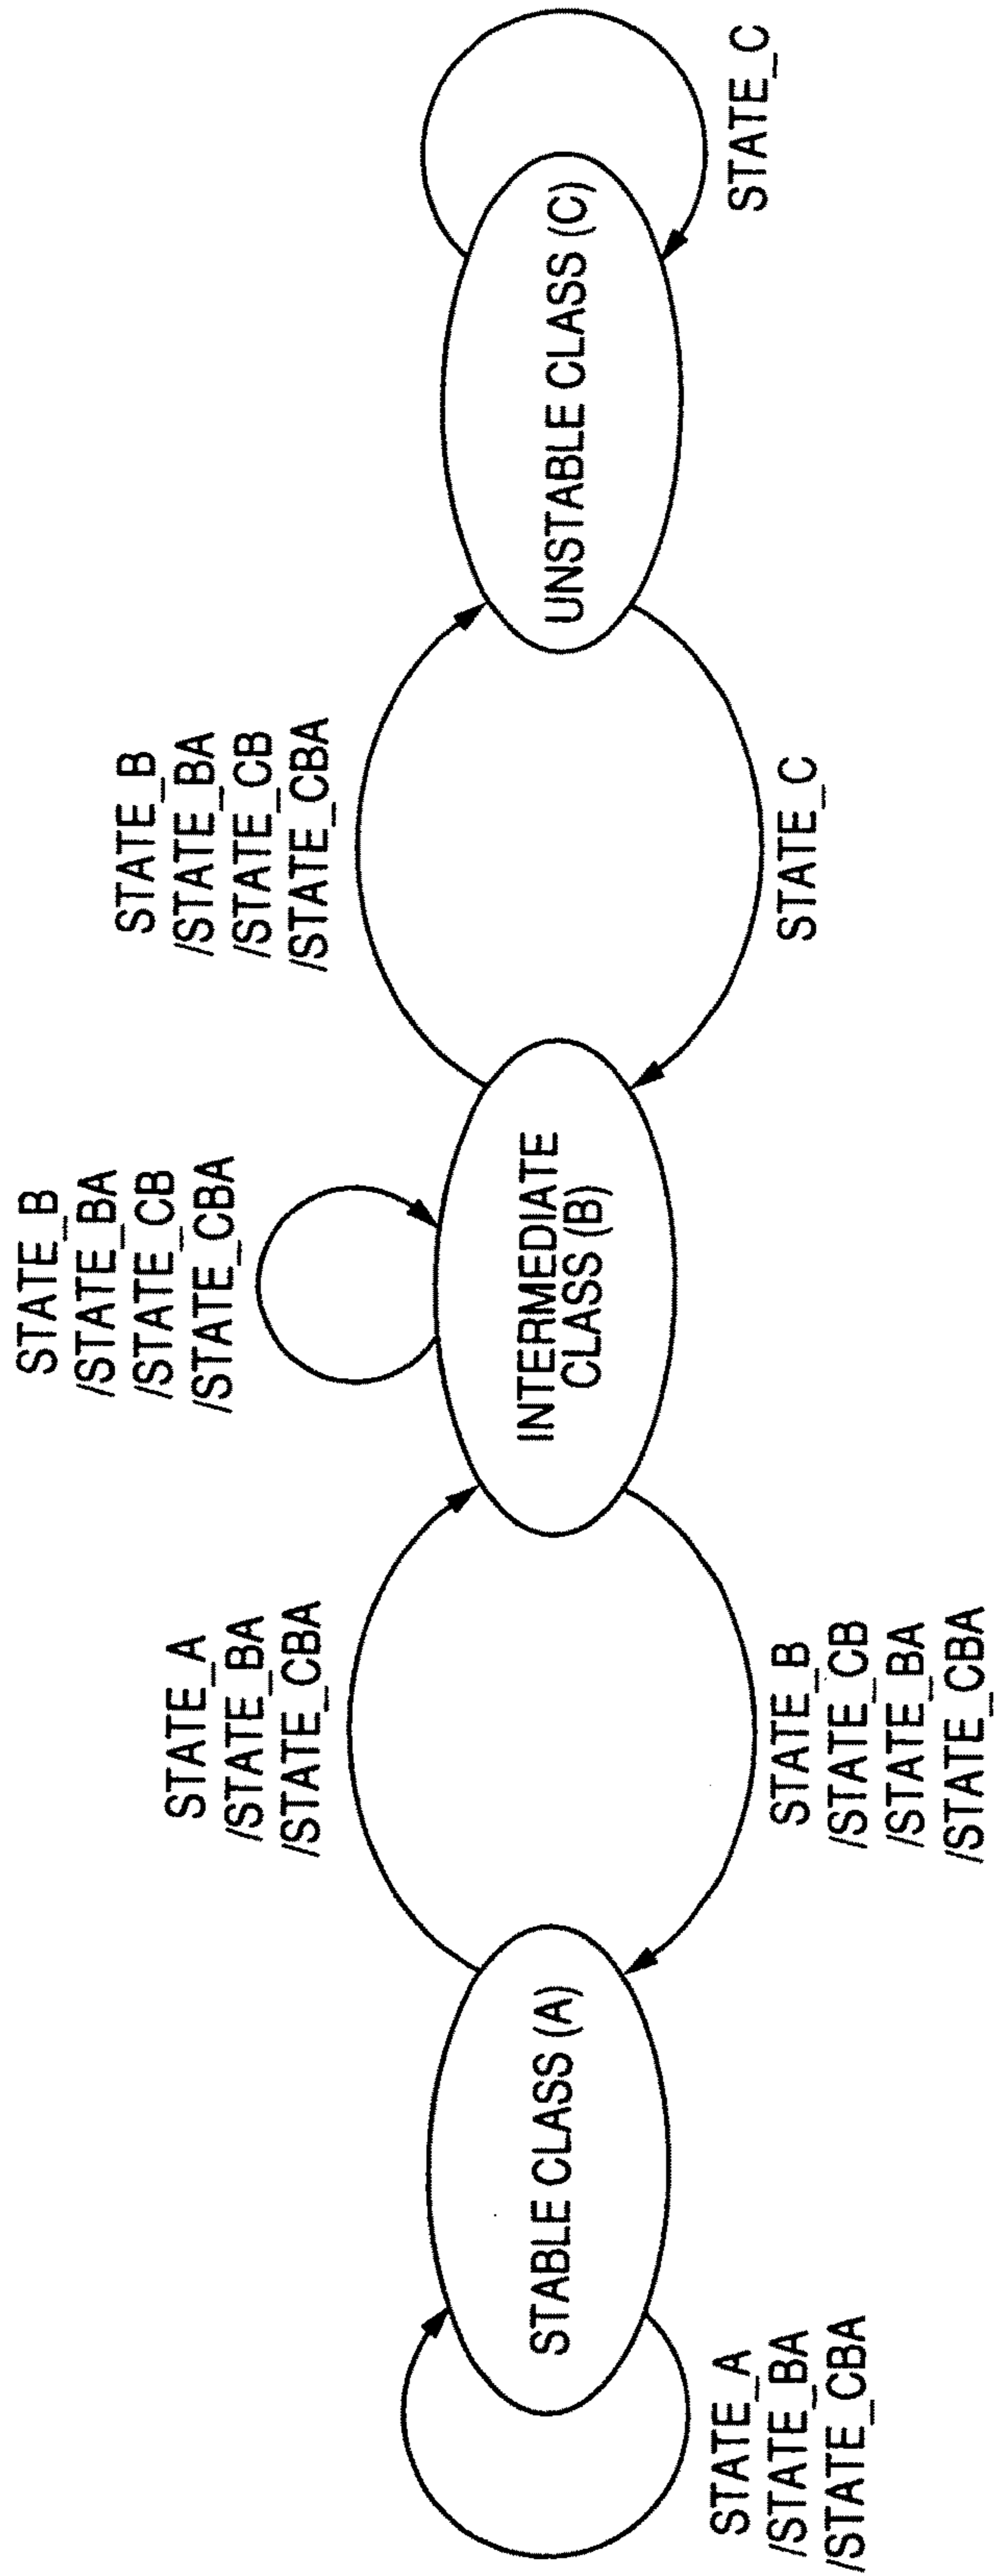 STATE_A
/STATE_BA
/STATE_CBA
STABLE CLASS (A)
STATE_A
/STATE_BA
/STATE_CBA
STATE_B
/STATE_CB
/STATE_BA
/STATE_CBA
STATE_B
/STATE_BA
/STATE_CB
/STATE_CBA
INTERMEDIATE
CLASS (B)
STATE_B
/STATE_BA
/STATE_CB
/STATE_CBA
STATE_C
UNSTABLE CLASS (C)
STATE_C